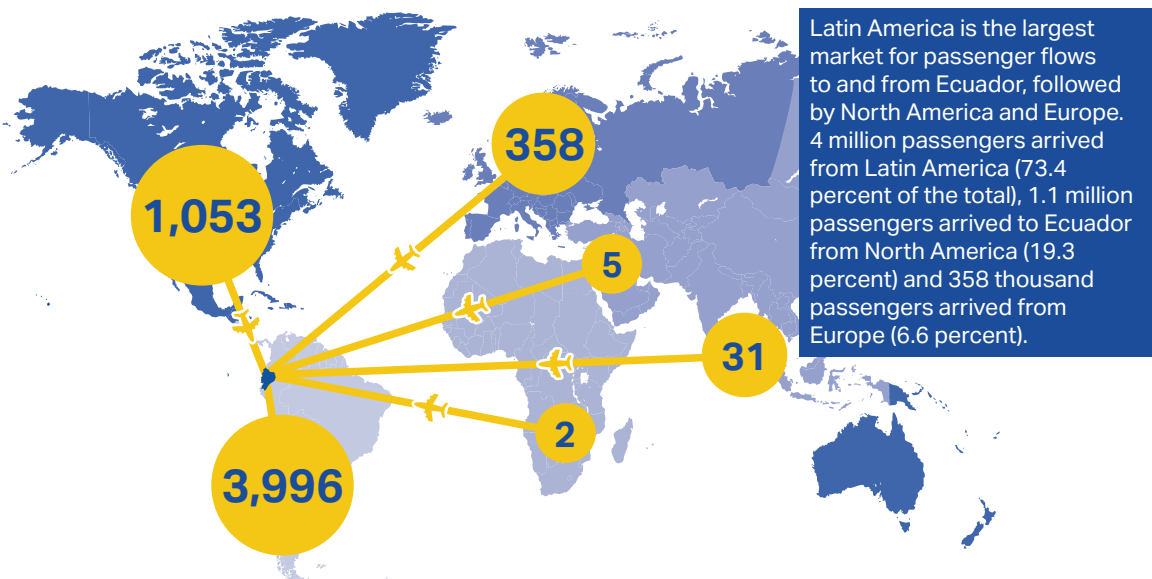 Latin America is the largest
market for passenger flows
to and from Ecuador, followed
by North America and Europe.
4 million passengers arrived
from Latin America (73.4
percent of the total), 1.1 million
passengers arrived to Ecuador
from North America (19.3
percent) and 358 thousand
passengers arrived from
Europe (6.6 percent).
358
1,053
5
31
2
3,996